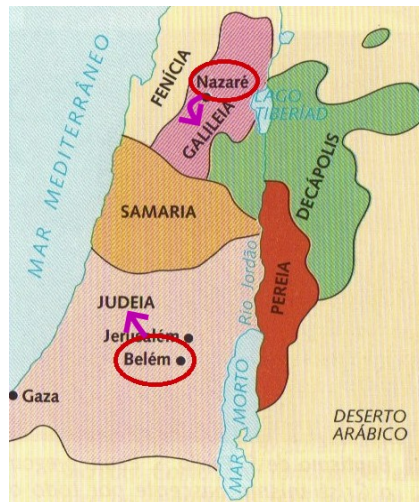 MAR MEDITERRÂNEO
FENÍCIA
Nazaré
GALILEIA
LAGO
TIBERÍAD
DECÁPOLIS
SAMARIA
Rio Jordão
PEREIA
JUDEIA
Jerusalém
Belém
Gaza
MAR MORTO
DESERTO
ARÁBICO